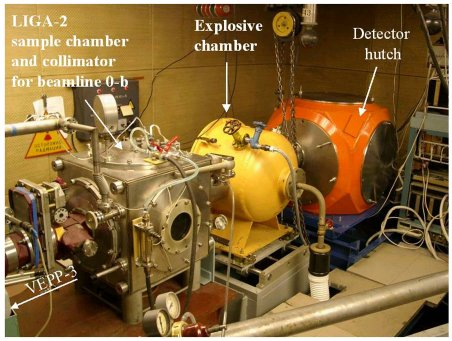 LIGA-2
sample chamber
and collimator
for beamline 0-b
Explosive
chamber
Detector
hutch
VEPP-3